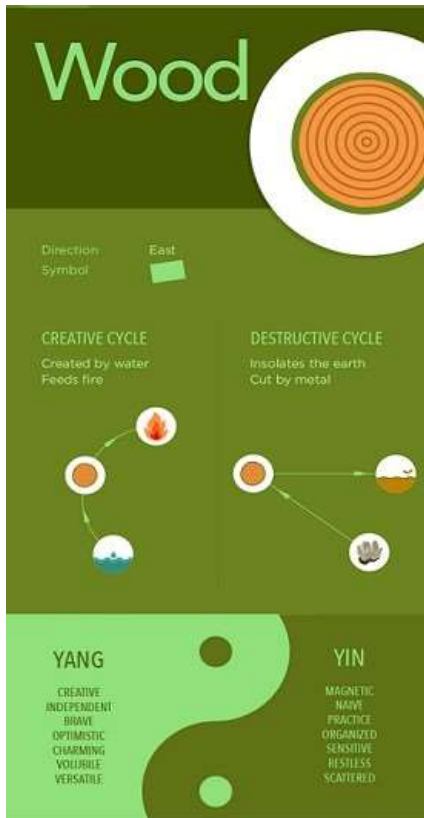 Wood
Direction East
Symbol
CREATIVE CYCLE
Created by water
Feeds fire
DESTRUCTIVE CYCLE
Insolates the earth
Cut by metal
YANG
CREATIVE
INDEPENDENT
BRAVE
OPTIMISTIC
CHARMING
VOLUBILE
VERSATILE
YIN
MAGNETIC
NAIVE
PRACTICE
ORGANIZED
SENSITIVE
RESTLESS
SCATTERED